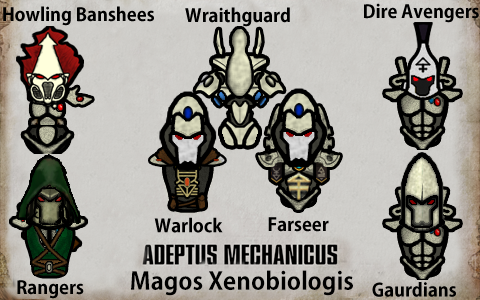 Howling Banshees
Wraithguard
Dire Avengers
Warlock
Farseer
Rangers
Gaurdians
ADEPTUS MECHANICUS
Magos Xenobiologis